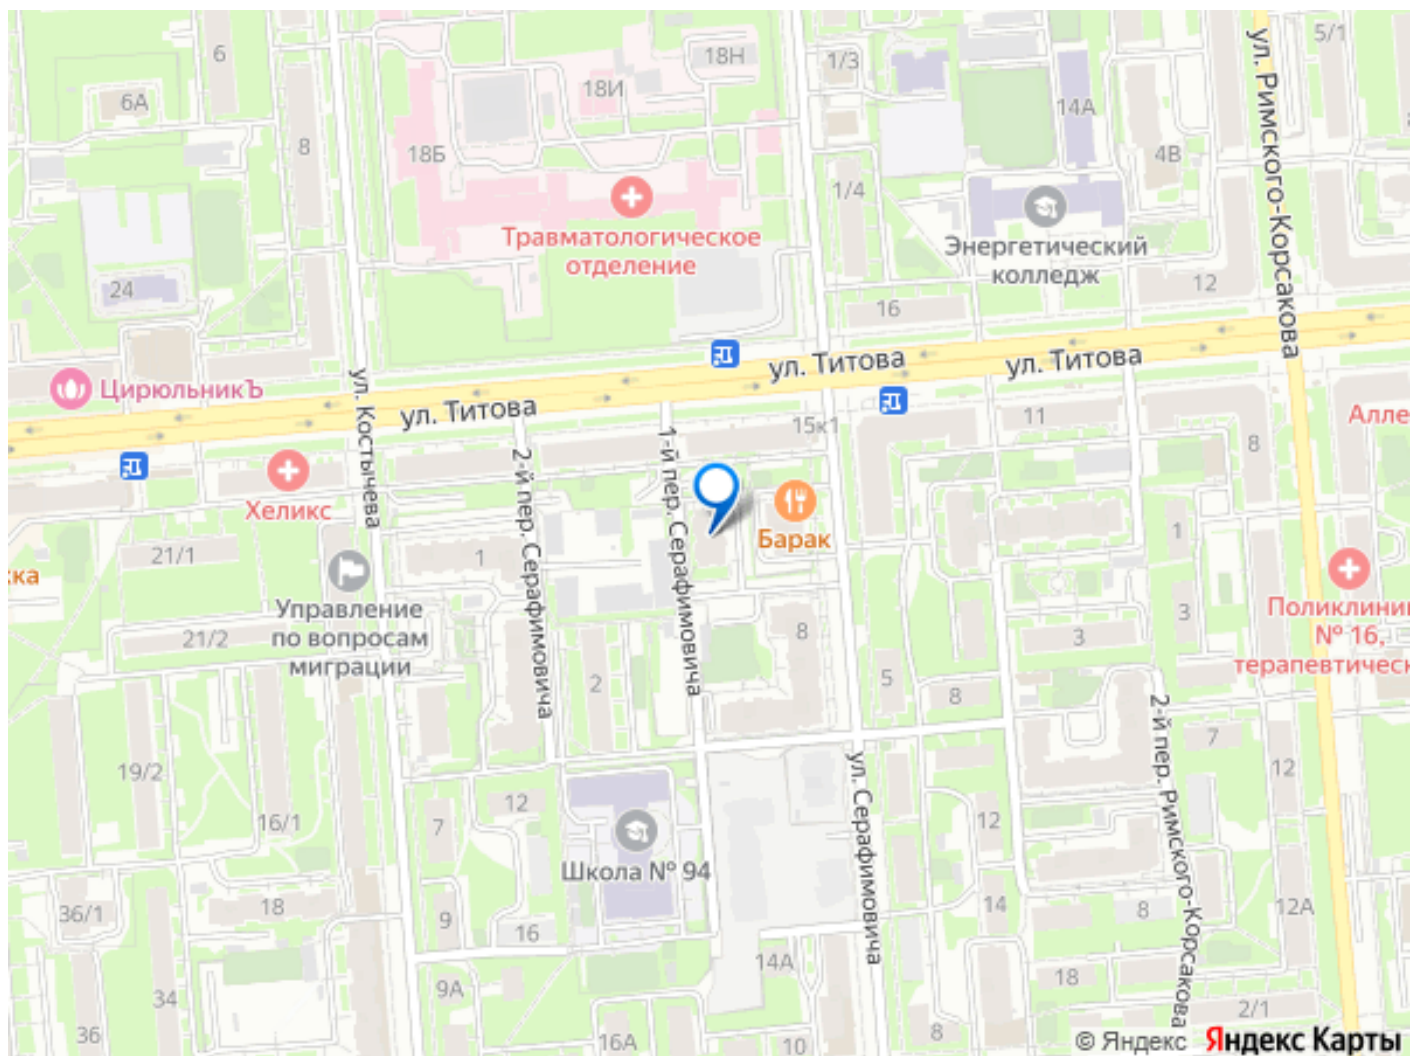 6
18Н
1/3
ул. Римского-Корсакова
5/1
6А
18И
14А
8
18Б
4В
1/4
Травматологическое
отделение
Энергетический
колледж
24
16
12
ул. Титова
ул. Титова
ЦирюльникЪ
ул. Костычева
ул. Титова
15к1
11
Алле
8
2-й пер. Серафимовича
1-й пер. Серафимовича
Хеликс
Барак
21/1
1
1
кка
Управление
по вопросам
миграции
Поликлини
№ 16,
терапевтическ
21/2
8
3
3
2
5
8
2-й пер. Римского-Корсакова
7
19/2
12
ул. Серафимовича
16/1
7
12
12
Школа № 94
36/1
18
9
16
14
8
12А
14А
18
9А
34
36
16А
10
8
2/1
© Яндекс Яндекс Карты